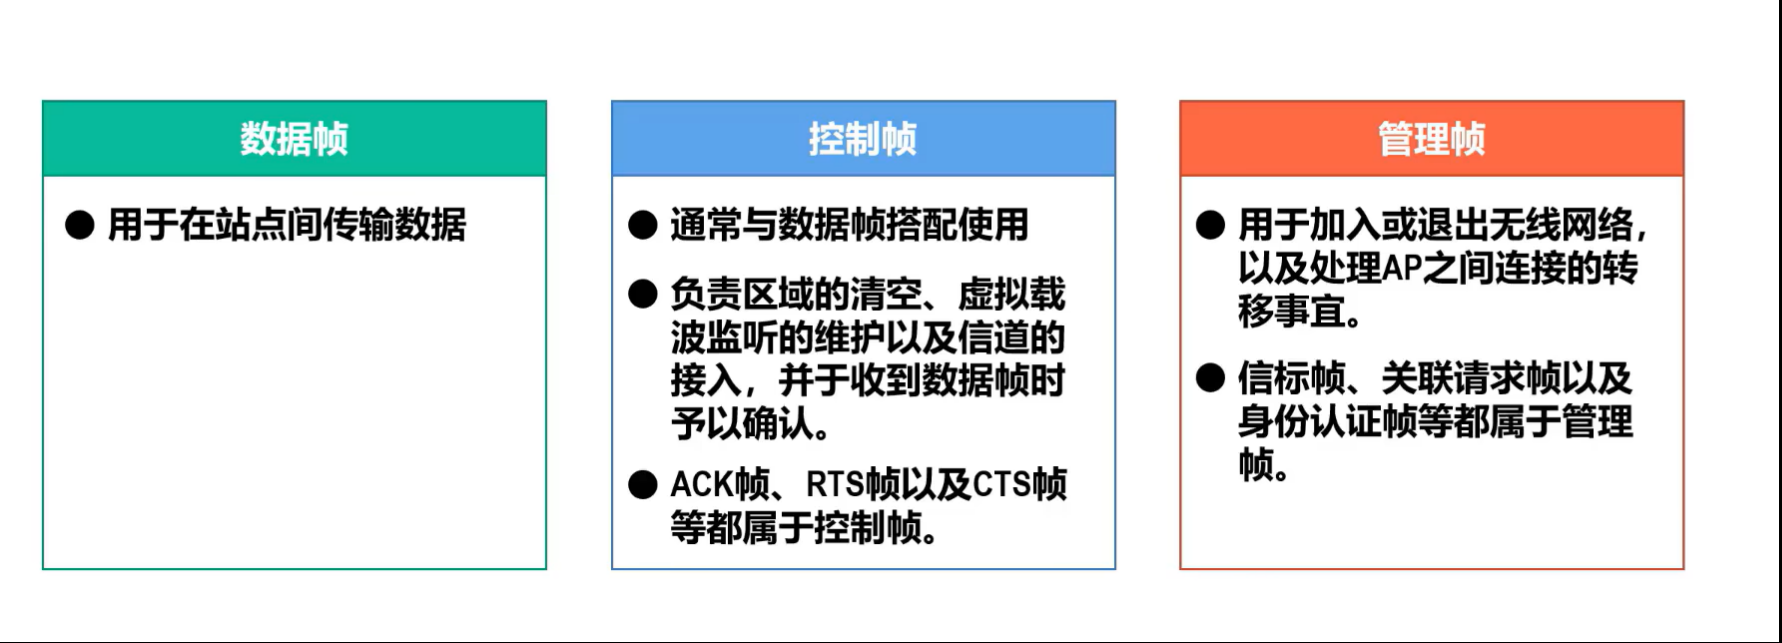 数据帧
● 用于在站点间传输数据
控制帧
● 通常与数据帧搭配使用
● 负责区域的清空、虚拟载
波监听的维护以及信道的
接入，并于收到数据帧时
予以确认。
● ACK帧、RTS帧以及CTS帧
等都属于控制帧。
管理帧
● 用于加入或退出无线网络，
以及处理AP之间连接的转
移事宜。
● 信标帧、关联请求帧以及
身份认证帧等都属于管理
帧。